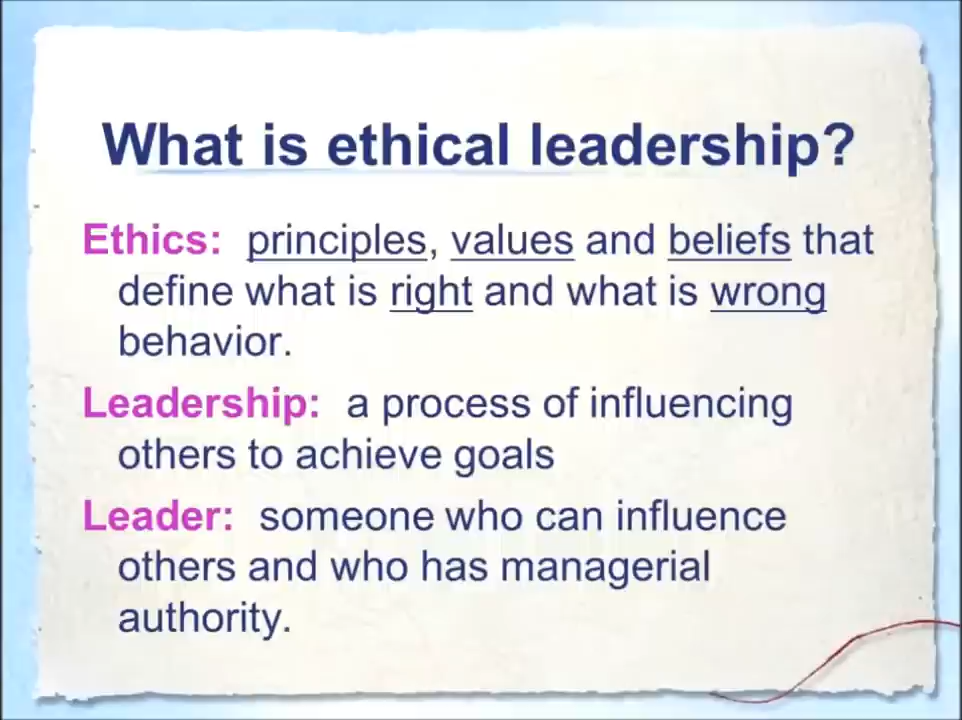 What is ethical leadership?
Ethics: principles, values and beliefs that
define what is right and what is wrong
behavior.
Leadership: a process of influencing
others to achieve goals
Leader: someone who can influence
others and who has managerial
authority.